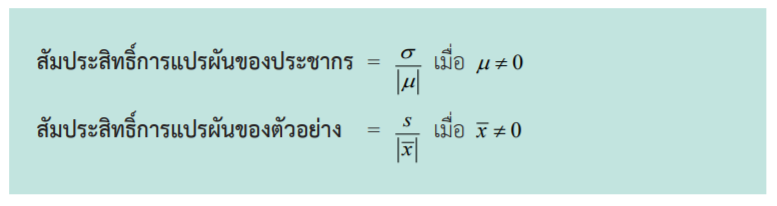 สัมประสิทธิ์การแปรผันของประชากร = σ/|μ| เมื่อ μ ≠ 0
สัมประสิทธิ์การแปรผันของตัวอย่าง = s/|x̅| เมื่อ x̅ ≠ 0